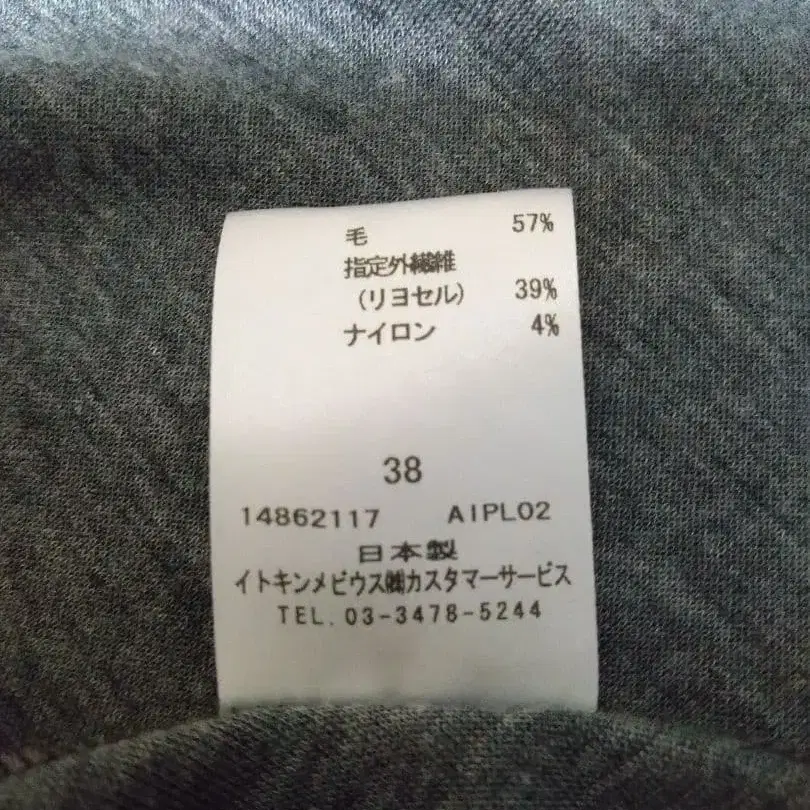 毛 57%
指定外繊維
(リヨセル) 39%
ナイロン 4%
38
14862117 AIPL02
日本製
イトキンメビウス㈱カスタマーサービス
TEL. 03-3478-5244